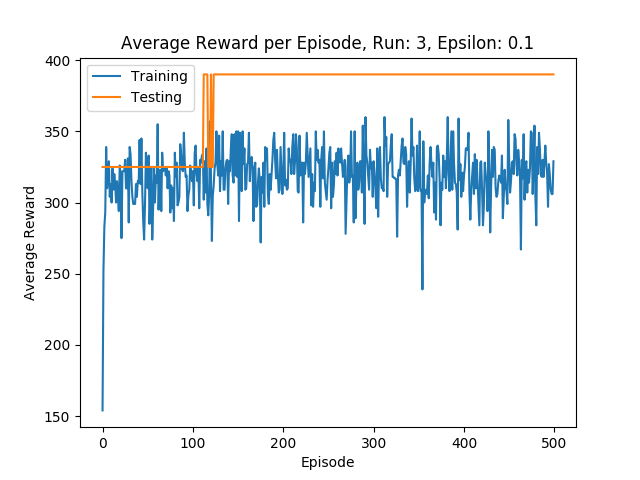 Average Reward per Episode, Run: 3, Epsilon: 0.1
400
350
300
250
200
150
Average Reward
Training
Testing
0
100
200
300
400
500
Episode